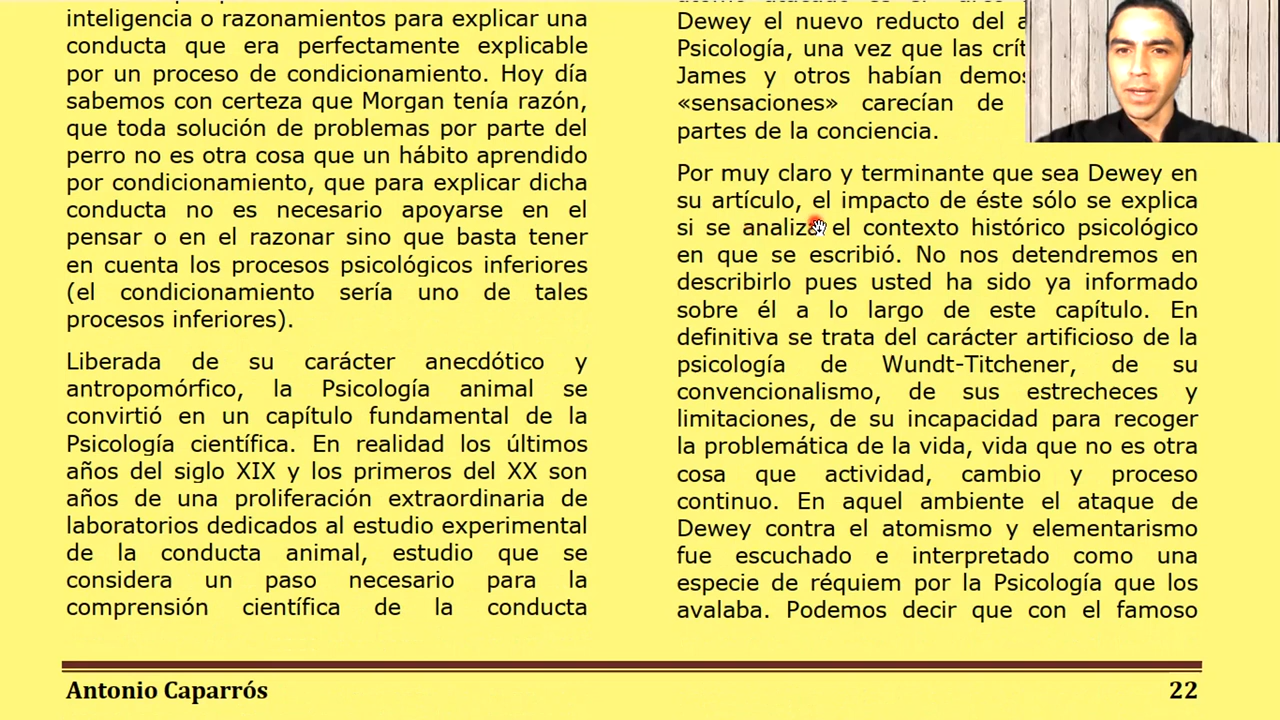 inteligencia o razonamientos para explicar una
conducta que era perfectamente explicable
por un proceso de condicionamiento. Hoy día
sabemos con certeza que Morgan tenía razón,
que toda solución de problemas por parte del
perro no es otra cosa que un hábito aprendido
por condicionamiento, que para explicar dicha
conducta no es necesario apoyarse en el
pensar o en el razonar sino que basta tener
en cuenta los procesos psicológicos inferiores
(el condicionamiento sería uno de tales
procesos inferiores).
Liberada de su carácter anecdótico y
antropomórfico, la Psicología animal se
convirtió en un capítulo fundamental de la
Psicología científica. En realidad los últimos
años del siglo XIX y los primeros del XX son
años de una proliferación extraordinaria de
laboratorios dedicados al estudio experimental
de la conducta animal, estudio que se
considera un paso necesario para la
comprensión científica de la conducta
Dewey el nuevo reducto del
Psicología, una vez que las
James y otros habían
«sensaciones» carecían de
partes de la conciencia.
Por muy claro y terminante que sea Dewey en
su artículo, el impacto de éste sólo se explica
si se analiza el contexto histórico psicológico
en que se escribió. No nos detendremos en
describirlo pues usted ha sido ya informado
sobre él a lo largo de este capítulo. En
definitiva se trata del carácter artificioso de la
psicología de Wundt-Titchener, de su
convencionalismo, de sus estrecheces y
limitaciones, de su incapacidad para recoger
la problemática de la vida, vida que no es otra
cosa que actividad, cambio y proceso
continuo. En aquel ambiente el ataque de
Dewey contra el atomismo y elementarismo
fue escuchado e interpretado como una
especie de réquiem por la Psicología que los
avalaba. Podemos decir que con el famoso
Antonio Caparrós
22